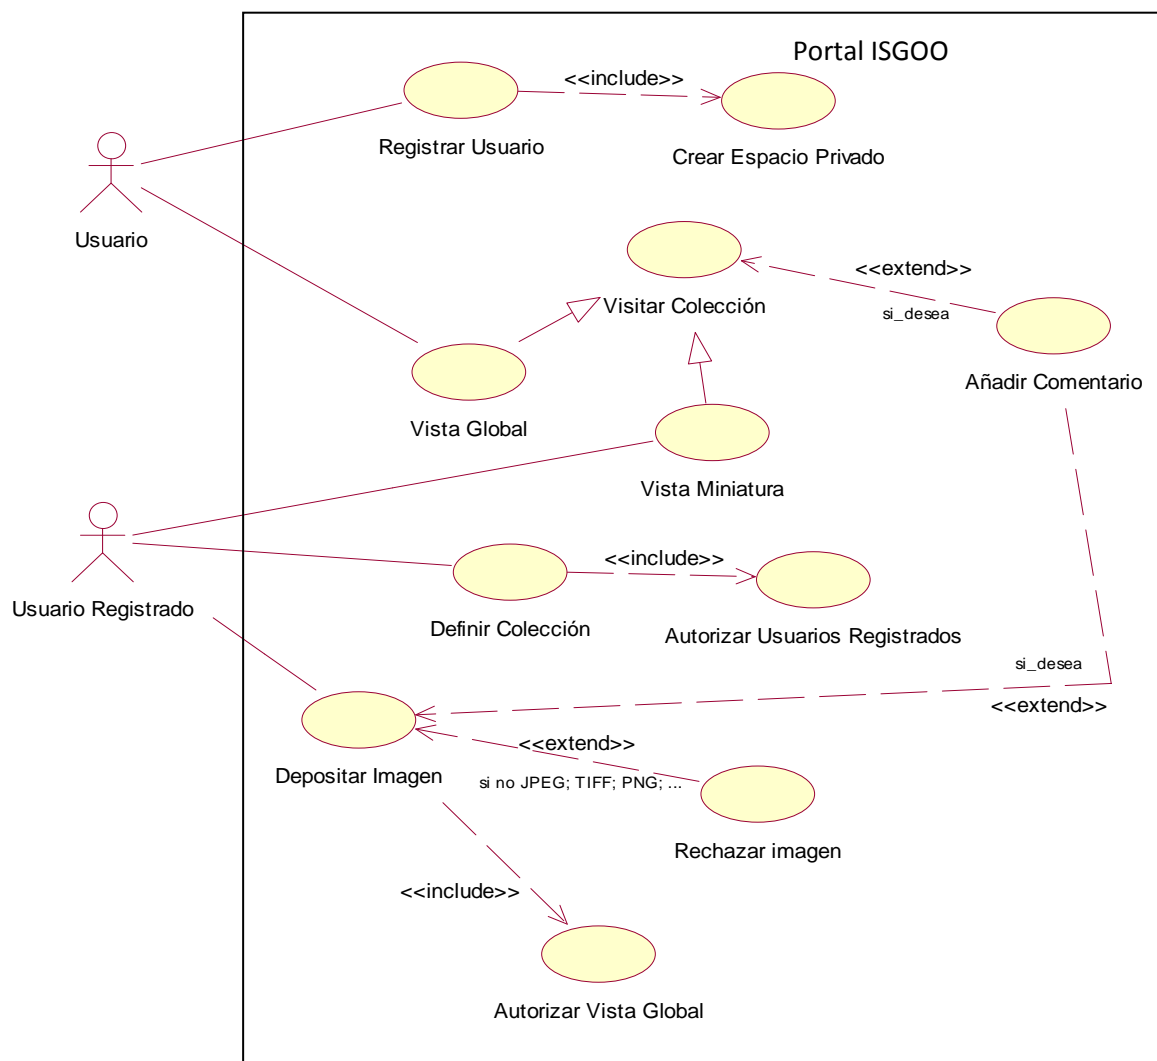 Portal ISGOO
<<include>>
Registrar Usuario
Crear Espacio Privado
Usuario
<<extend>>
Visitar Colección
si_desea
Añadir Comentario
Vista Global
Vista Miniatura
<<include>>
Usuario Registrado
Definir Colección
Autorizar Usuarios Registrados
si_desea
<<extend>>
<<extend>>
Depositar Imagen
si no JPEG; TIFF; PNG; ...
Rechazar imagen
<<include>>
Autorizar Vista Global